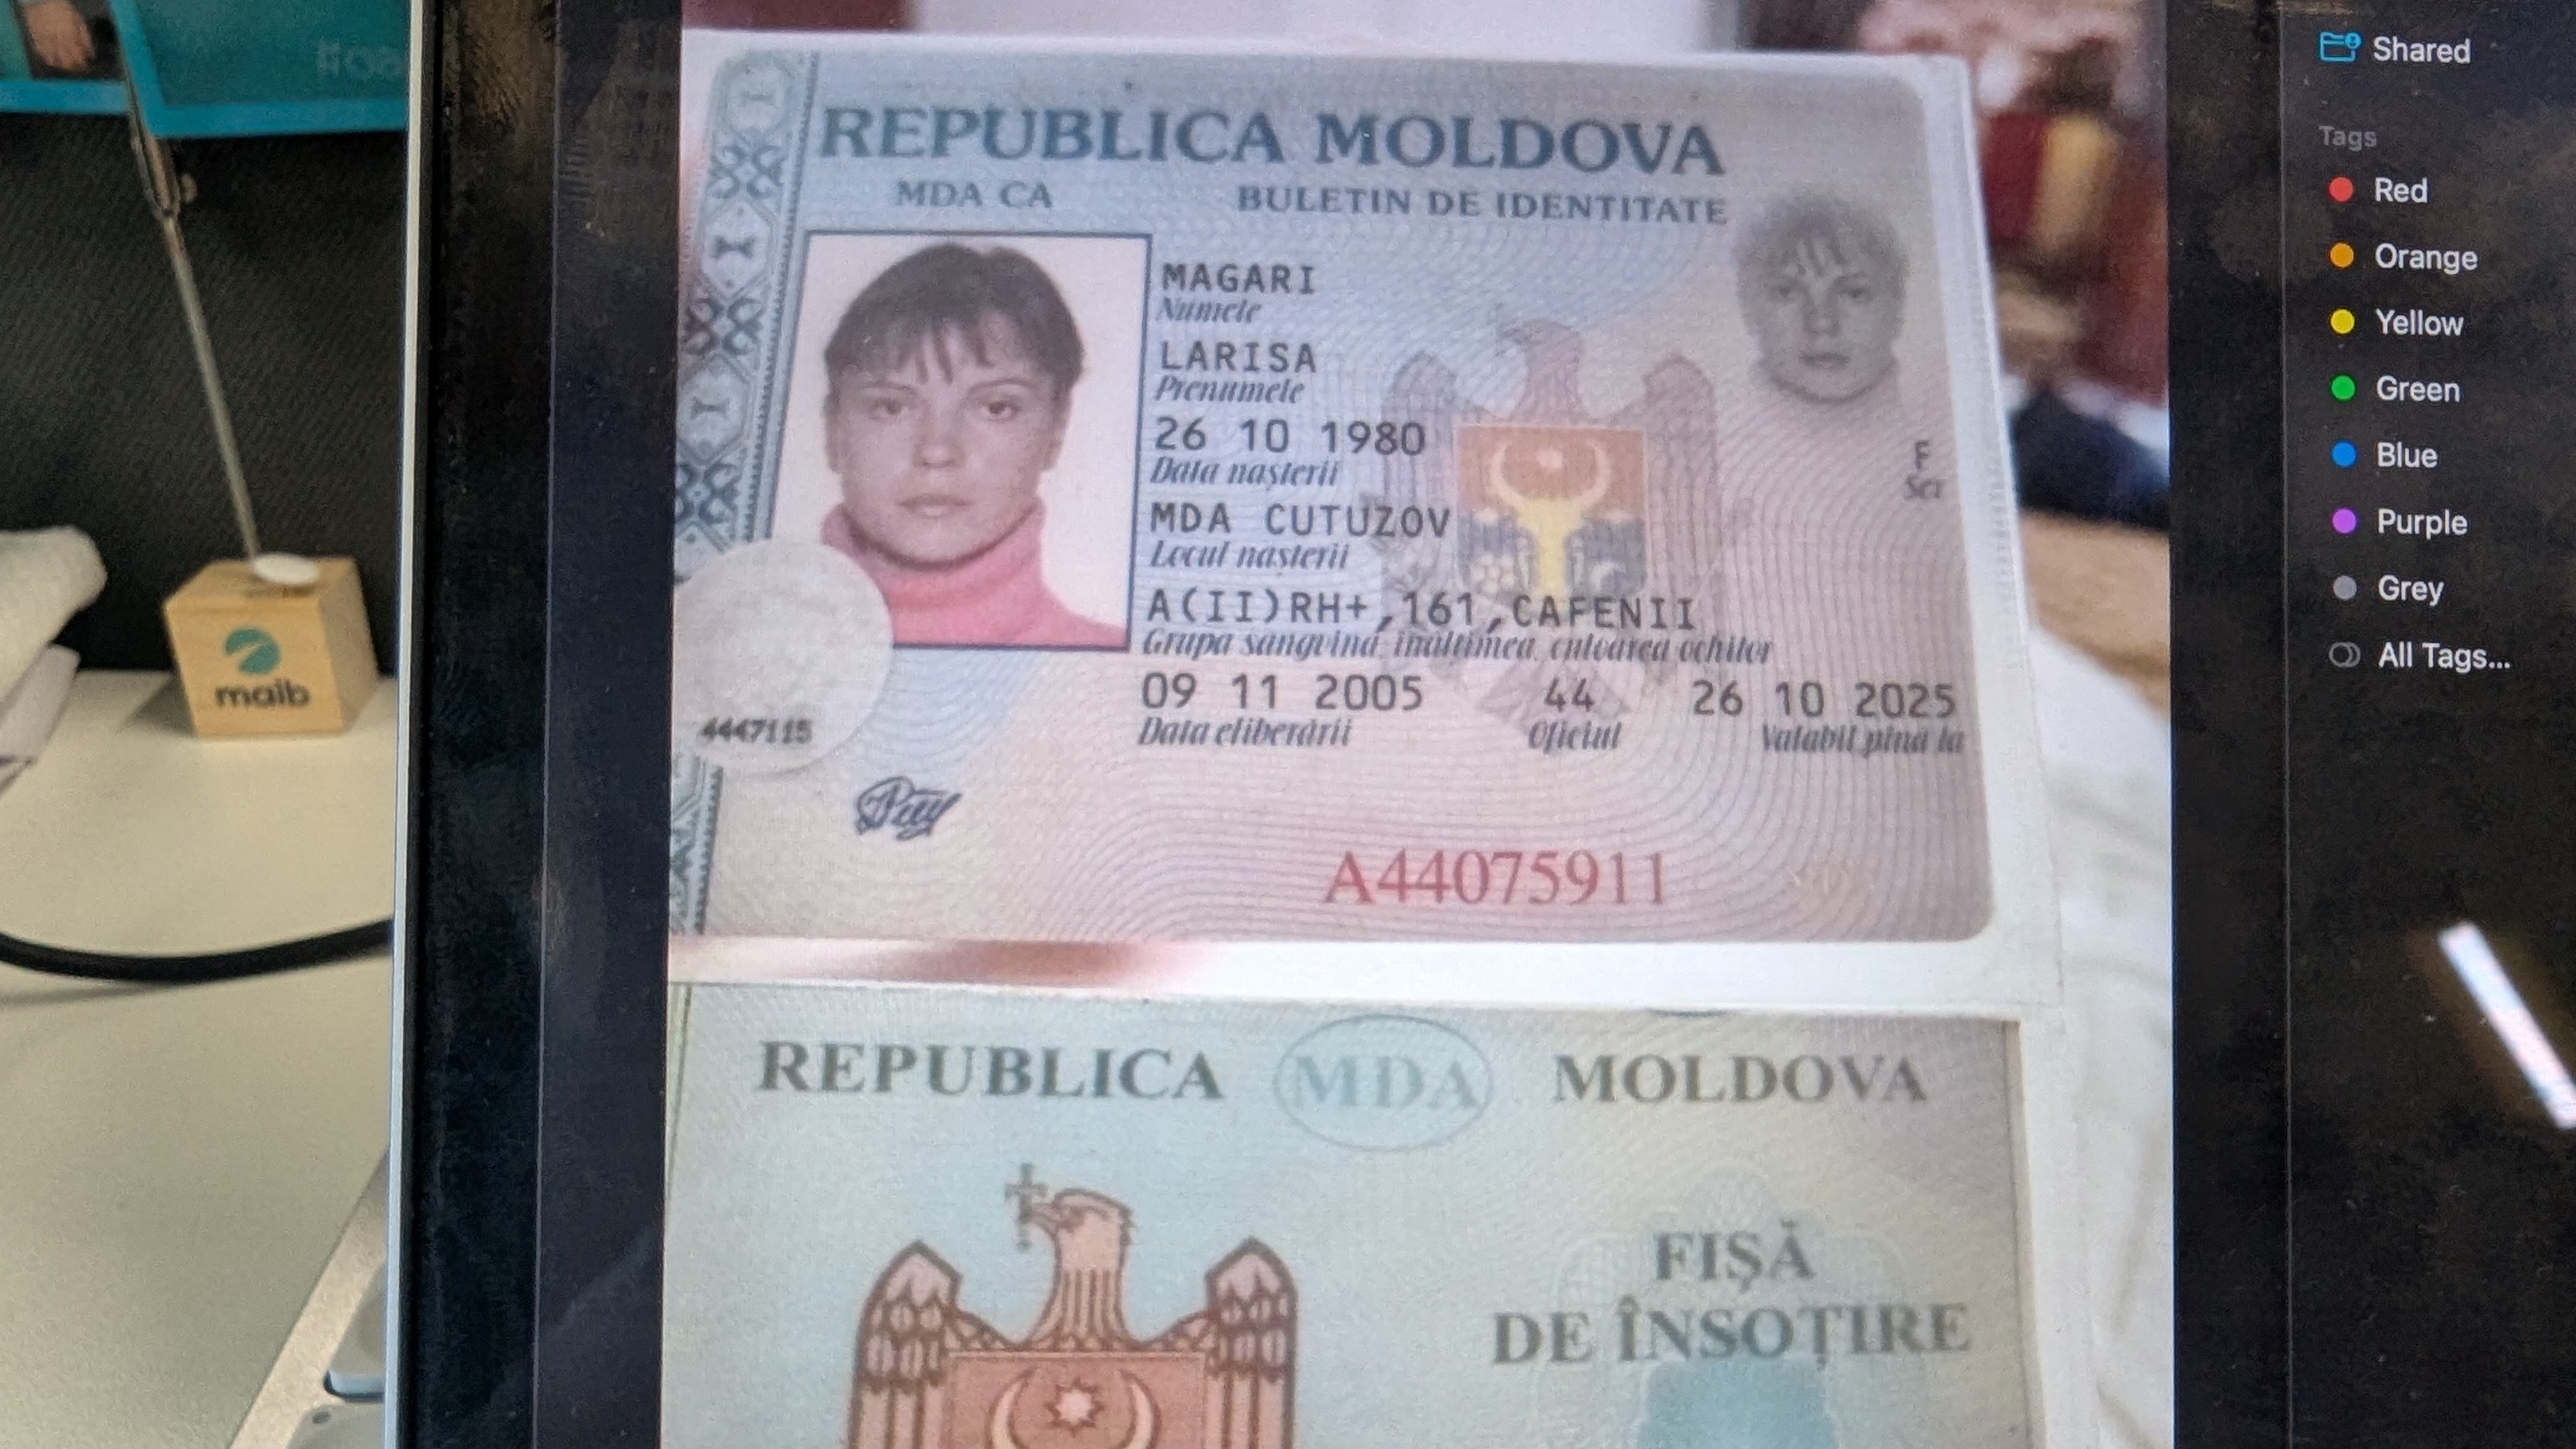 REPUBLICA MOLDOVA
MDA CA
BULETIN DE IDENTITATE
MAGARI
Numele
LARISA
Prenumele
26 10 1980
Data nașterii
F
Sex
MDA CUTUZOV
Locul nașterii
A(II)RH+,161,CAFENII
Grupa sangvină, înălțimea, culoarea ochilor
09 11 2005
44
26 10 2025
Data eliberării
Oficiul
Valabil pînă la
4447115
A44075911
REPUBLICA MDA MOLDOVA
FIȘĂ
DE ÎNSOȚIRE
maib
Shared
Tags
Red
Orange
Yellow
Green
Blue
Purple
Grey
All Tags...